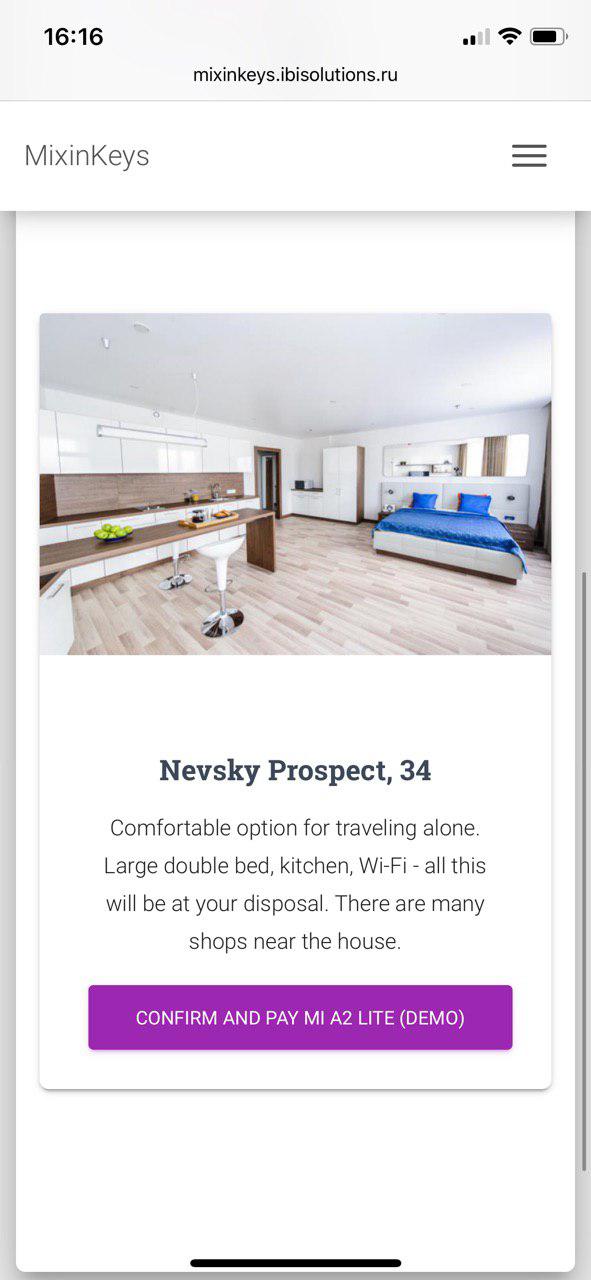 16:16
mixinkeys.ibisolutions.ru
MixinKeys
Nevsky Prospect, 34
Comfortable option for traveling alone.
Large double bed, kitchen, Wi-Fi - all this
will be at your disposal. There are many
shops near the house.
CONFIRM AND PAY MI A2 LITE (DEMO)